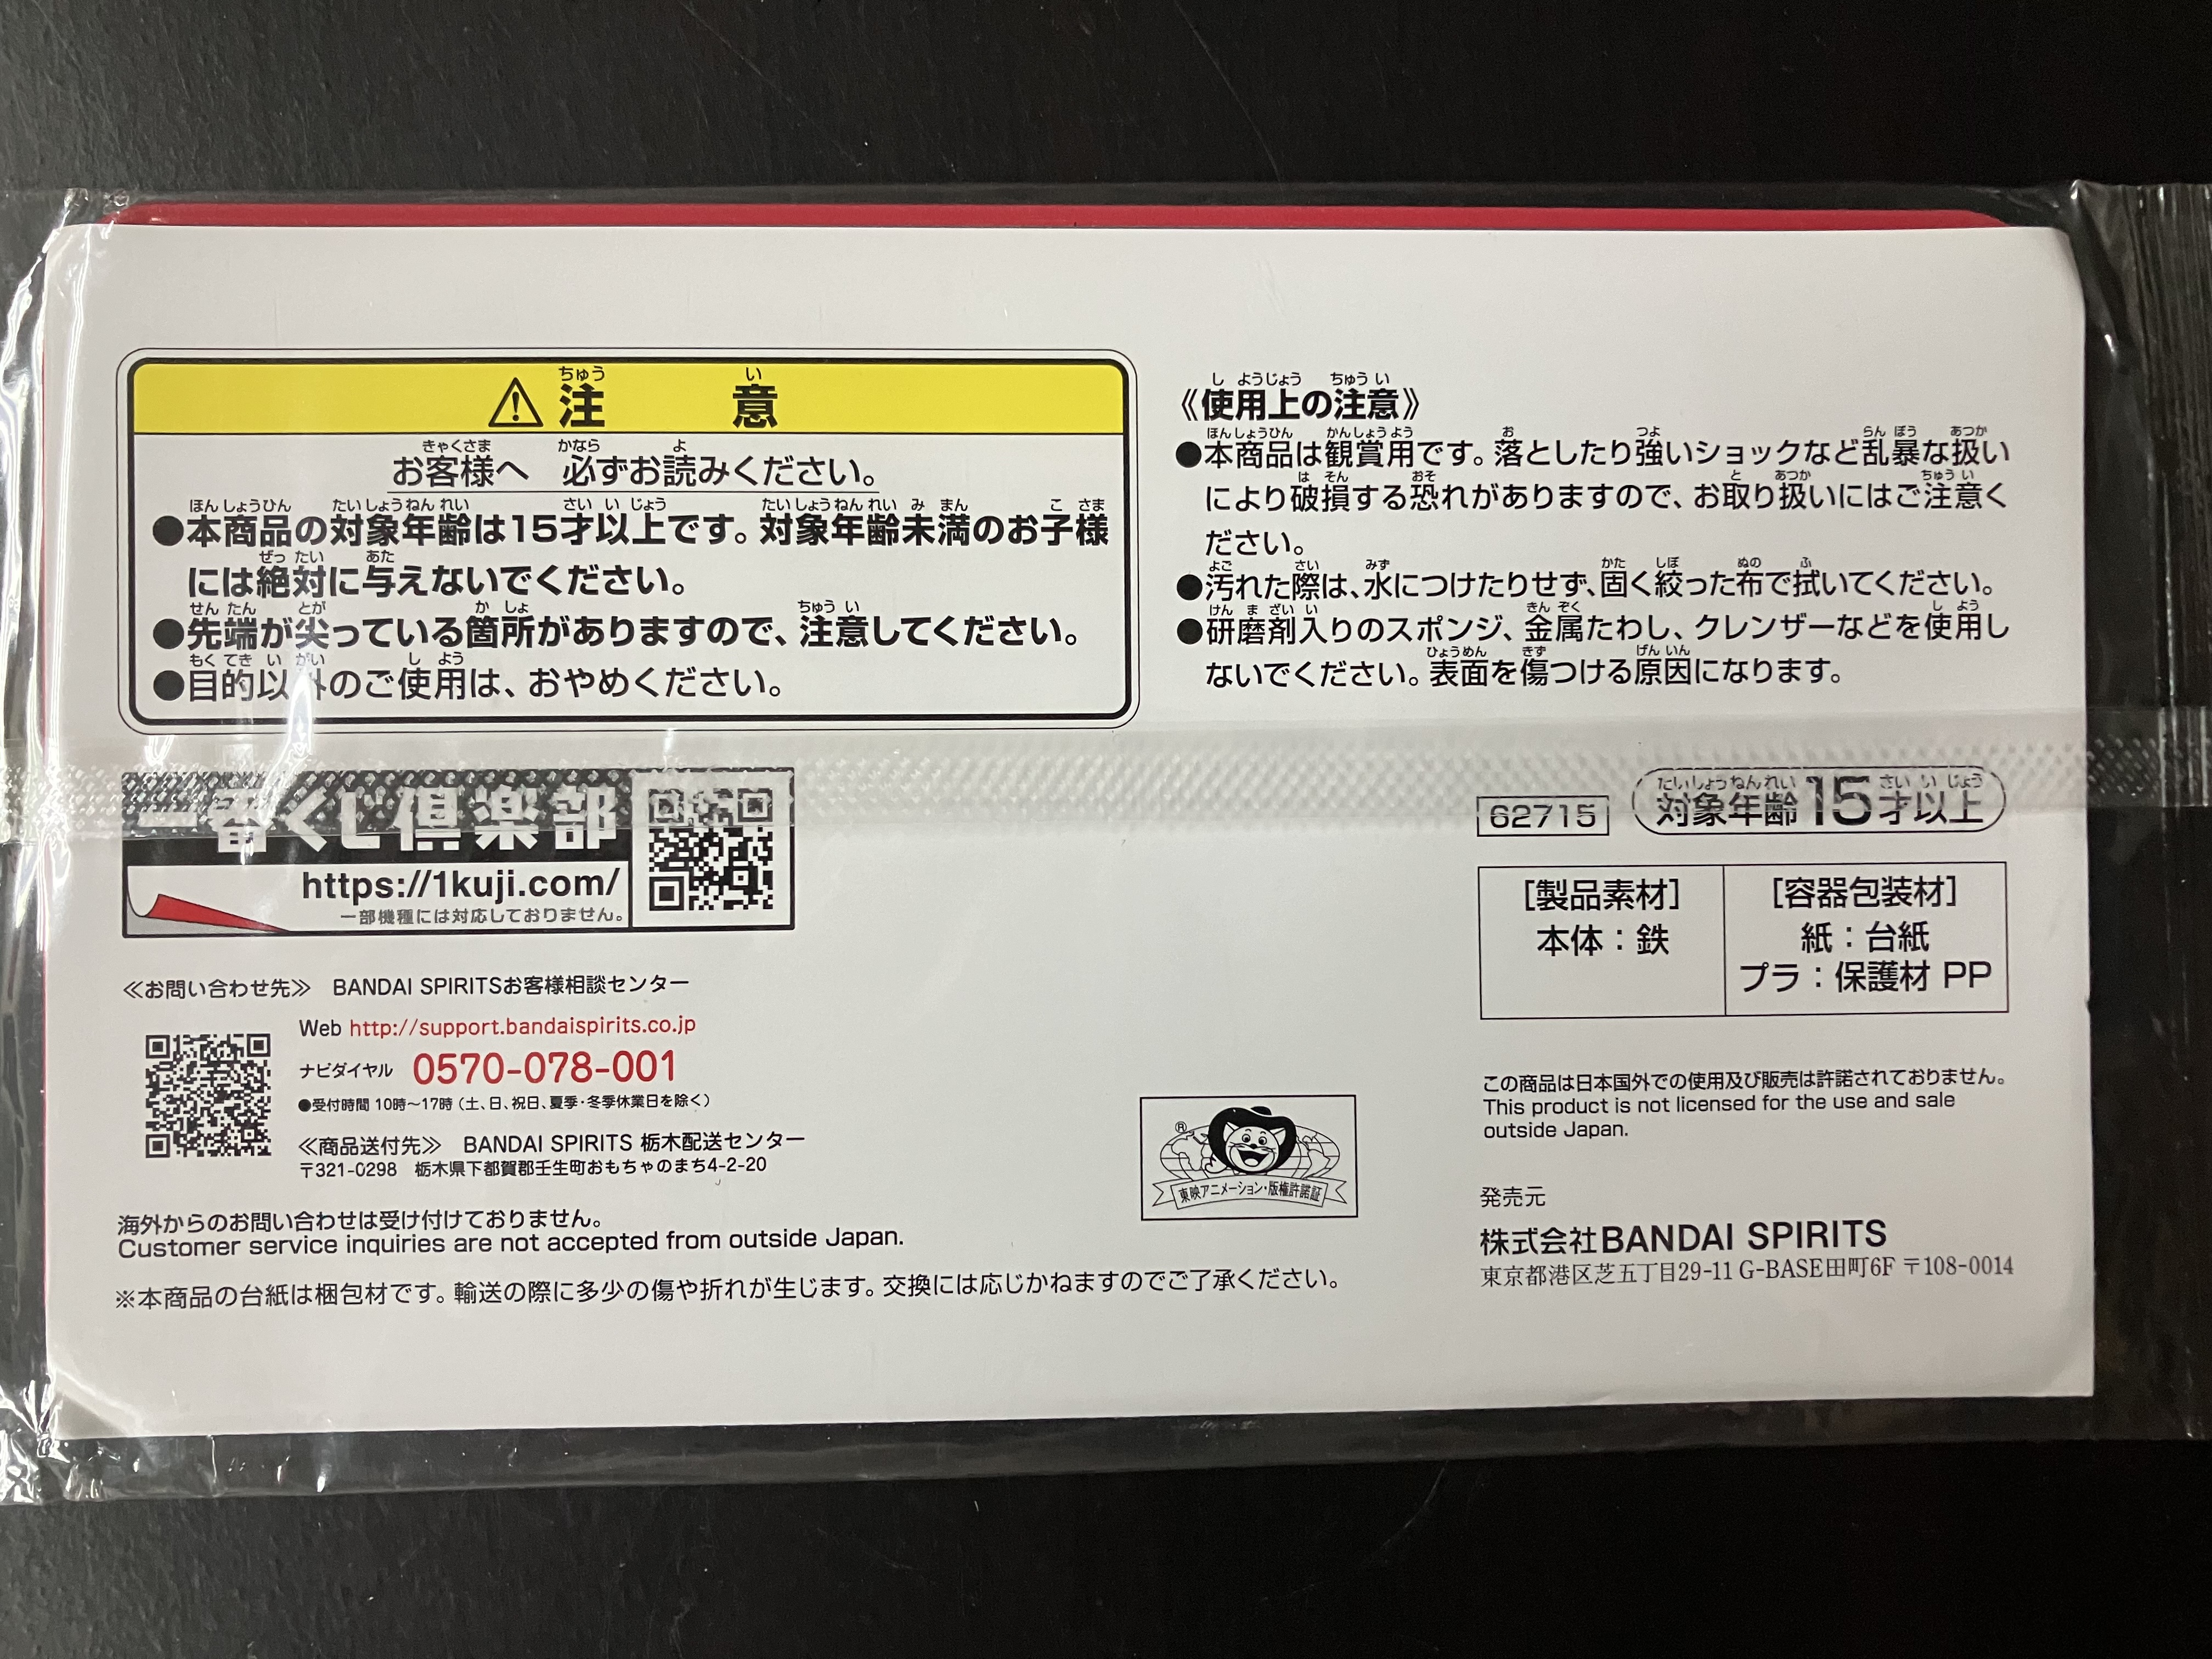 ⚠注意
お客様へ 必ずお読みください。
●本商品の対象年齢は15才以上です。対象年齢未満のお子様
には絶対に与えないでください。
●先端が尖っている箇所がありますので、注意してください。
●目的以外のご使用は、おやめください。
《使用上の注意》
●本商品は観賞用です。落としたり強いショックなど乱暴な扱い
により破損する恐れがありますので、お取り扱いにはご注意く
ださい。
●汚れた際は、水につけたりせず、固く絞った布で拭いてください。
●研磨剤入りのスポンジ、金属たわし、クレンザーなどを使用し
ないでください。表面を傷つける原因になります。
一番くじ倶楽部
https://1kuji.com/
一部機種には対応しておりません。
≪お問い合わせ先≫ BANDAI SPIRITSお客様相談センター
Web http://support.bandaispirits.co.jp
ナビダイヤル 0570-078-001
●受付時間 10時〜17時(土、日、祝日、夏季・冬季休業日を除く)
≪商品送付先≫ BANDAI SPIRITS 栃木配送センター
〒321-0298 栃木県下都賀郡壬生町おもちゃのまち4-2-20
海外からのお問い合わせは受け付けておりません。
Customer service inquiries are not accepted from outside Japan.
※本商品の台紙は梱包材です。輸送の際に多少の傷や折れが生じます。交換には応じかねますのでご了承ください。
®
東映アニメーション・版権許諾証
62715
対象年齢15才以上
[製品素材]
本体:鉄
[容器包装材]
紙:台紙
プラ:保護材 PP
この商品は日本国外での使用及び販売は許諾されておりません。
This product is not licensed for the use and sale
outside Japan.
発売元
株式会社BANDAI SPIRITS
東京都港区芝五丁目29-11 G-BASE田町6F 〒108-0014